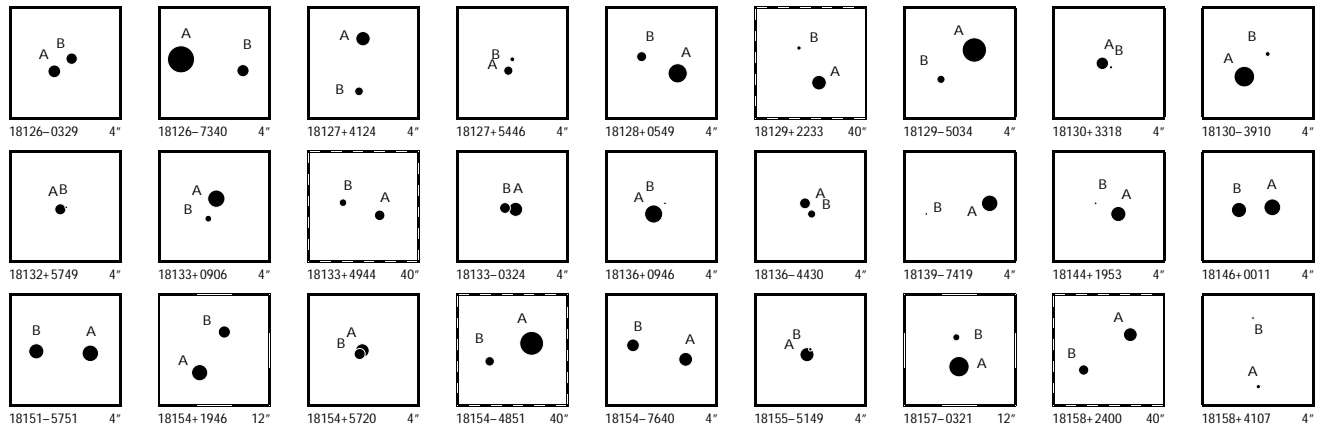 A B A B A B B A B A B A B A A B B A
18126−0329 4″ 18126−7340 4″ 18127+4124 4″ 18127+5446 4″ 18128+0549 4″ 18129+2233 40″ 18129−5034 4″ 18130+3318 4″ 18130−3910 4″
A B A B B A B A A B A B B A B A B A
18132+5749 4″ 18133+0906 4″ 18133+4944 40″ 18133−0324 4″ 18136+0946 4″ 18136−4430 4″ 18139−7419 4″ 18144+1953 4″ 18146+0011 4″
B A A B B A B A B A A B B A B A B A
18151−5751 4″ 18154+1946 12″ 18154+5720 4″ 18154−4851 40″ 18154−7640 4″ 18155−5149 4″ 18157−0321 12″ 18158+2400 40″ 18158+4107 4″